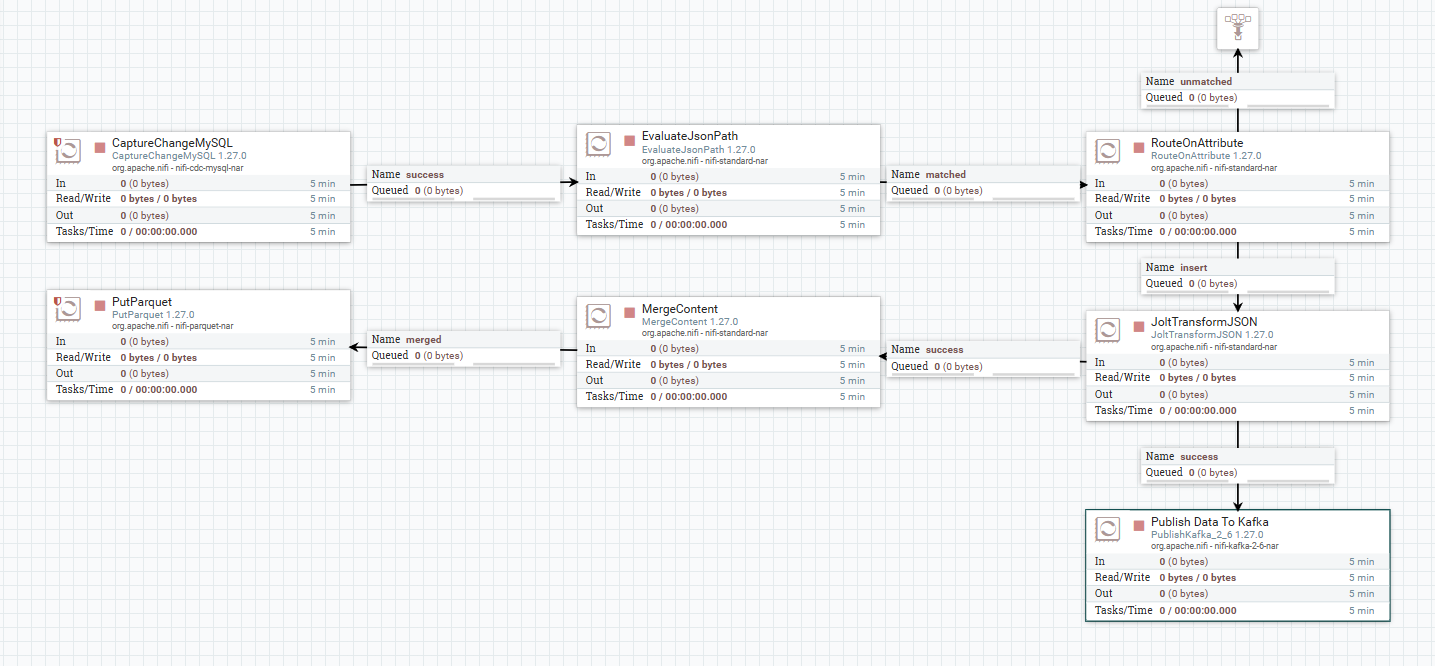 Name unmatched
Queued 0 (0 bytes)
CaptureChangeMySQL
CaptureChangeMySQL 1.27.0
org.apache.nifi - nifi-cdc-mysql-nar
In 0 (0 bytes) 5 min
Read/Write 0 bytes / 0 bytes 5 min
Out 0 (0 bytes) 5 min
Tasks/Time 0 / 00:00:00.000 5 min
Name success
Queued 0 (0 bytes)
EvaluateJsonPath
EvaluateJsonPath 1.27.0
org.apache.nifi - nifi-standard-nar
In 0 (0 bytes) 5 min
Read/Write 0 bytes / 0 bytes 5 min
Out 0 (0 bytes) 5 min
Tasks/Time 0 / 00:00:00.000 5 min
Name matched
Queued 0 (0 bytes)
RouteOnAttribute
RouteOnAttribute 1.27.0
org.apache.nifi - nifi-standard-nar
In 0 (0 bytes) 5 min
Read/Write 0 bytes / 0 bytes 5 min
Out 0 (0 bytes) 5 min
Tasks/Time 0 / 00:00:00.000 5 min
Name insert
Queued 0 (0 bytes)
PutParquet
PutParquet 1.27.0
org.apache.nifi - nifi-parquet-nar
In 0 (0 bytes) 5 min
Read/Write 0 bytes / 0 bytes 5 min
Out 0 (0 bytes) 5 min
Tasks/Time 0 / 00:00:00.000 5 min
Name merged
Queued 0 (0 bytes)
MergeContent
MergeContent 1.27.0
org.apache.nifi - nifi-standard-nar
In 0 (0 bytes) 5 min
Read/Write 0 bytes / 0 bytes 5 min
Out 0 (0 bytes) 5 min
Tasks/Time 0 / 00:00:00.000 5 min
Name success
Queued 0 (0 bytes)
JoltTransformJSON
JoltTransformJSON 1.27.0
org.apache.nifi - nifi-standard-nar
In 0 (0 bytes) 5 min
Read/Write 0 bytes / 0 bytes 5 min
Out 0 (0 bytes) 5 min
Tasks/Time 0 / 00:00:00.000 5 min
Name success
Queued 0 (0 bytes)
Publish Data To Kafka
PublishKafka_2_6 1.27.0
org.apache.nifi - nifi-kafka-2-6-nar
In 0 (0 bytes) 5 min
Read/Write 0 bytes / 0 bytes 5 min
Out 0 (0 bytes) 5 min
Tasks/Time 0 / 00:00:00.000 5 min